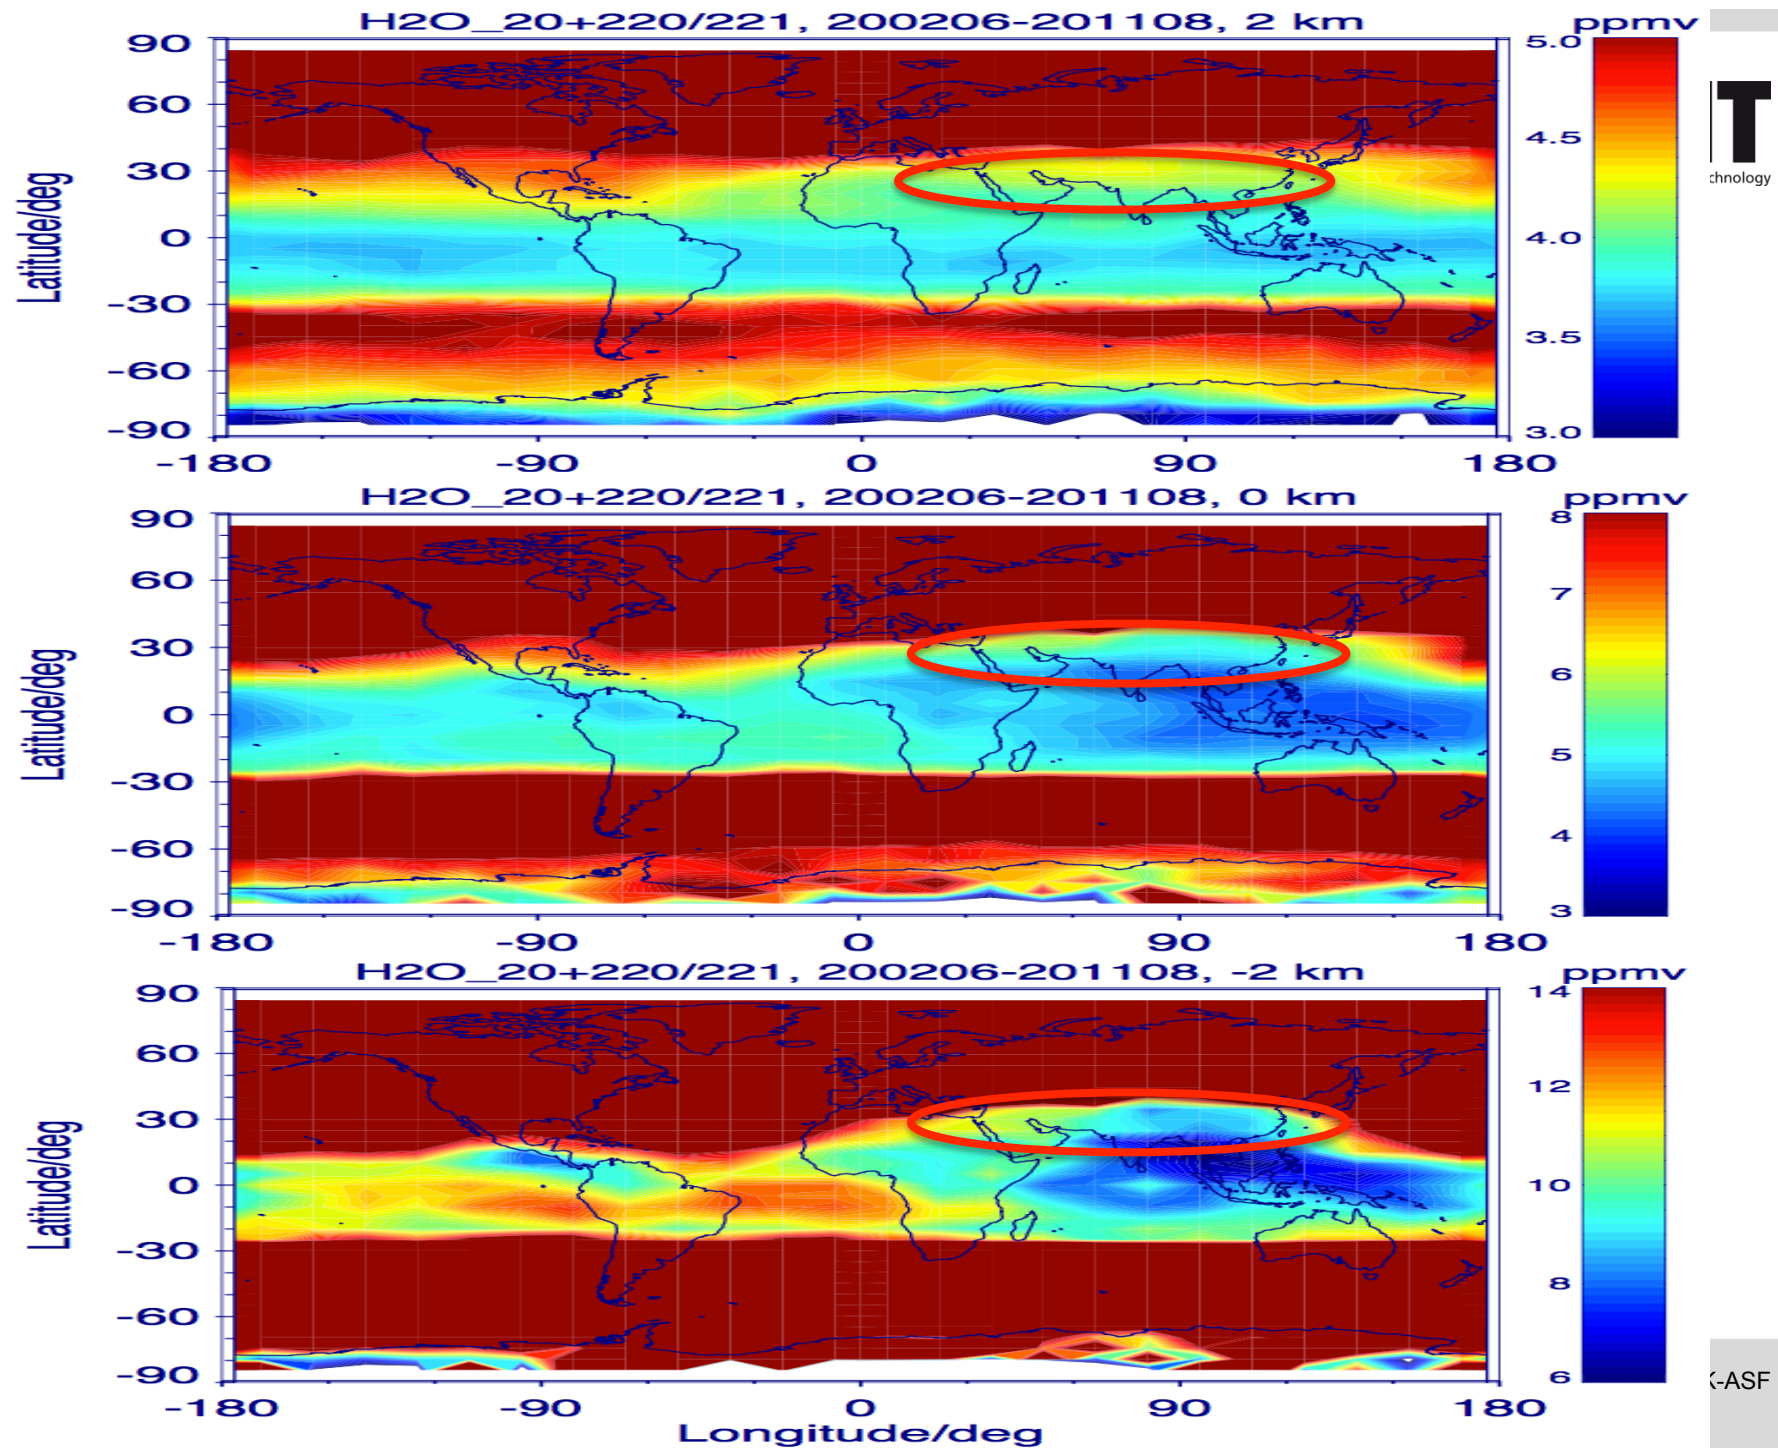 H2O_20+220/221, 200206-201108, 2 km
ppmv
90
60
30
0
-30
-60
-90
Latitude/deg
-180 -90 0 90 180
5.0
4.5
4.0
3.5
3.0
T
chnology
H2O_20+220/221, 200206-201108, 0 km
ppmv
90
60
30
0
-30
-60
-90
Latitude/deg
-180 -90 0 90 180
8
7
6
5
4
3
H2O_20+220/221, 200206-201108, -2 km
ppmv
90
60
30
0
-30
-60
-90
Latitude/deg
-180 -90 0 90 180
Longitude/deg
14
12
10
8
6
K-ASF